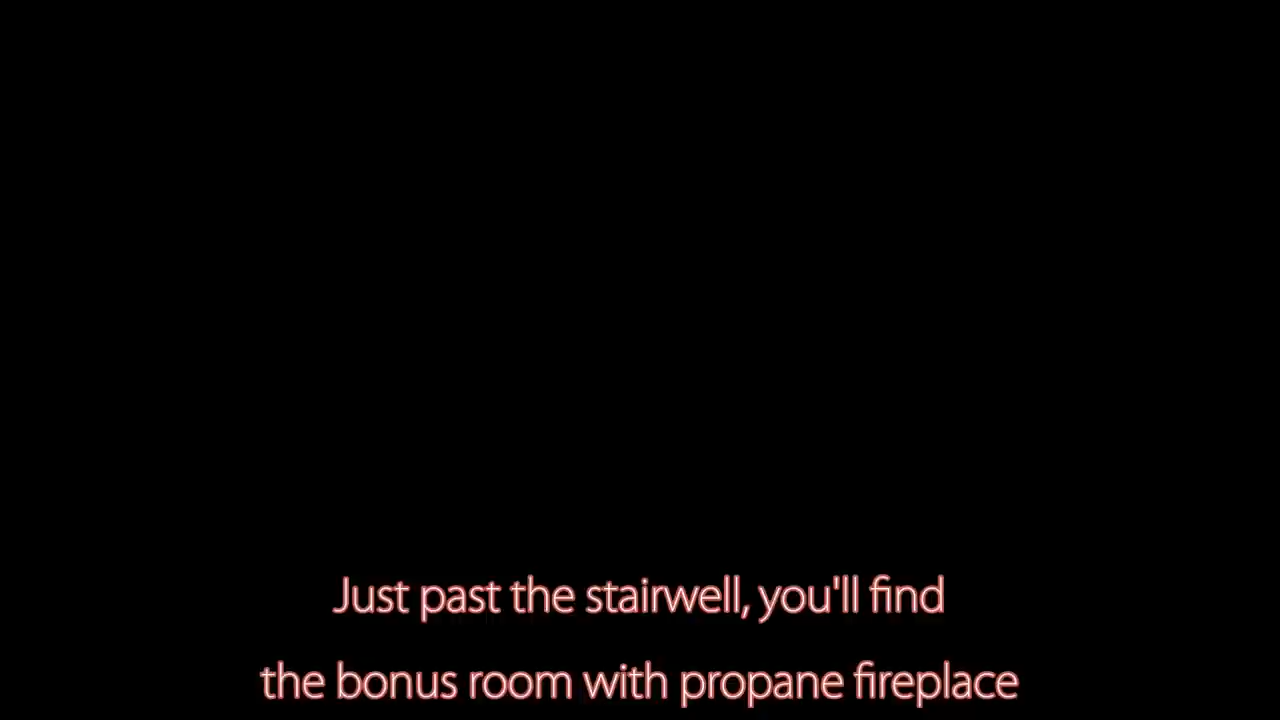 Just past the stairwell, you'll find
the bonus room with propane fireplace